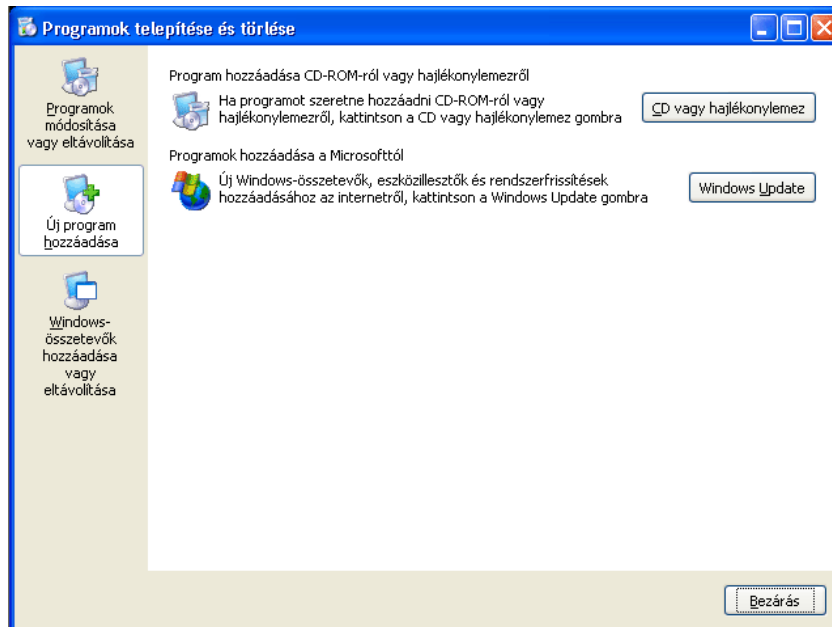 Programok telepítése és törlése
Programok
módosítása
vagy eltávolítása
Új program
hozzáadása
Windows-
összetevők
hozzáadása
vagy
eltávolítása
Program hozzáadása CD-ROM-ról vagy hajlékonylemezről
Ha programot szeretne hozzáadni CD-ROM-ról vagy
hajlékonylemezről, kattintson a CD vagy hajlékonylemez gombra
CD vagy hajlékonylemez
Programok hozzáadása a Microsofttól
Új Windows-összetevők, eszközillesztők és rendszerfrissítések
hozzáadásához az internetről, kattintson a Windows Update gombra
Windows Update
Bezárás